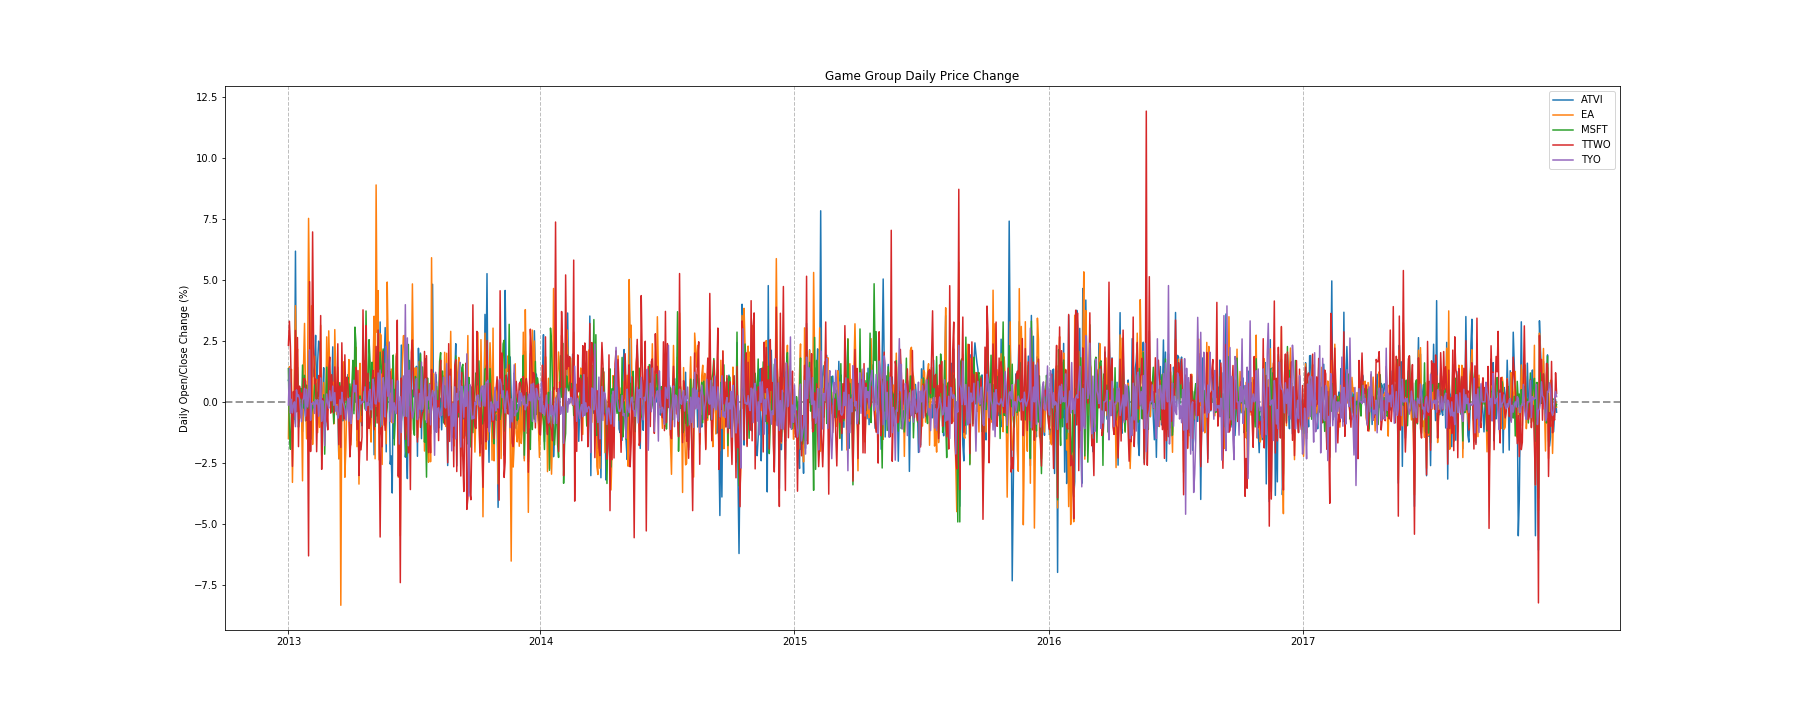 Game Group Daily Price Change
Daily Open/Close Change (%)
12.5
10.0
7.5
5.0
2.5
0.0
−2.5
−5.0
−7.5
2013
2014
2015
2016
2017
ATVI
EA
MSFT
TTWO
TYO